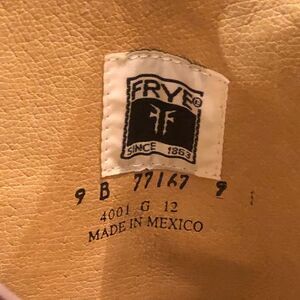 FRYE®
SINCE 1863
9 B 77167 9
4001 G 12
MADE IN MEXICO